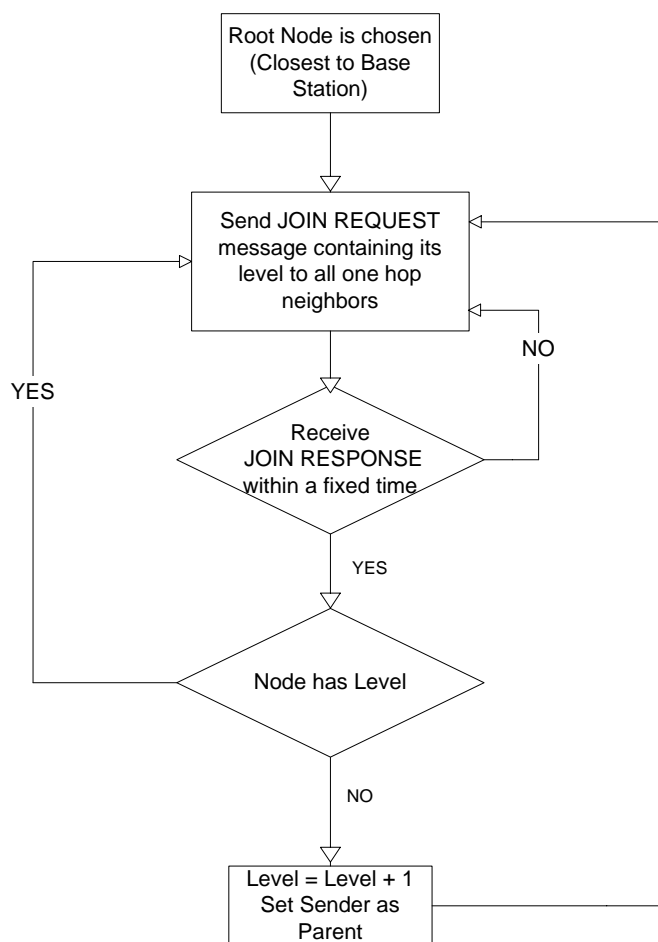 Root Node is chosen
(Closest to Base
Station)
Send JOIN REQUEST
message containing its
level to all one hop
neighbors
NO
YES
Receive
JOIN RESPONSE
within a fixed time
YES
Node has Level
NO
Level = Level + 1
Set Sender as
Parent